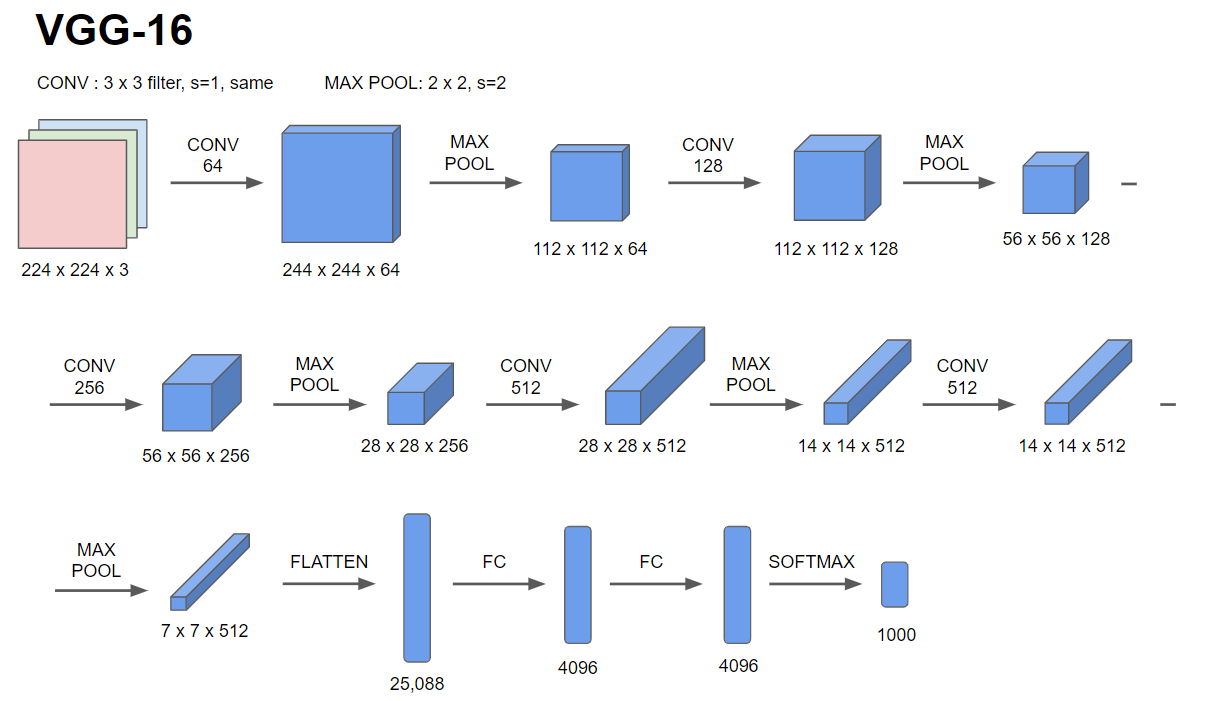 VGG-16
CONV : 3 x 3 filter, s=1, same
MAX POOL: 2 x 2, s=2
CONV
64
MAX
POOL
CONV
128
MAX
POOL
224 x 224 x 3
244 x 244 x 64
112 x 112 x 64
112 x 112 x 128
56 x 56 x 128
CONV
256
MAX
POOL
CONV
512
MAX
POOL
CONV
512
56 x 56 x 256
28 x 28 x 256
28 x 28 x 512
14 x 14 x 512
14 x 14 x 512
MAX
POOL
FLATTEN
FC
FC
SOFTMAX
7 x 7 x 512
25,088
4096
4096
1000